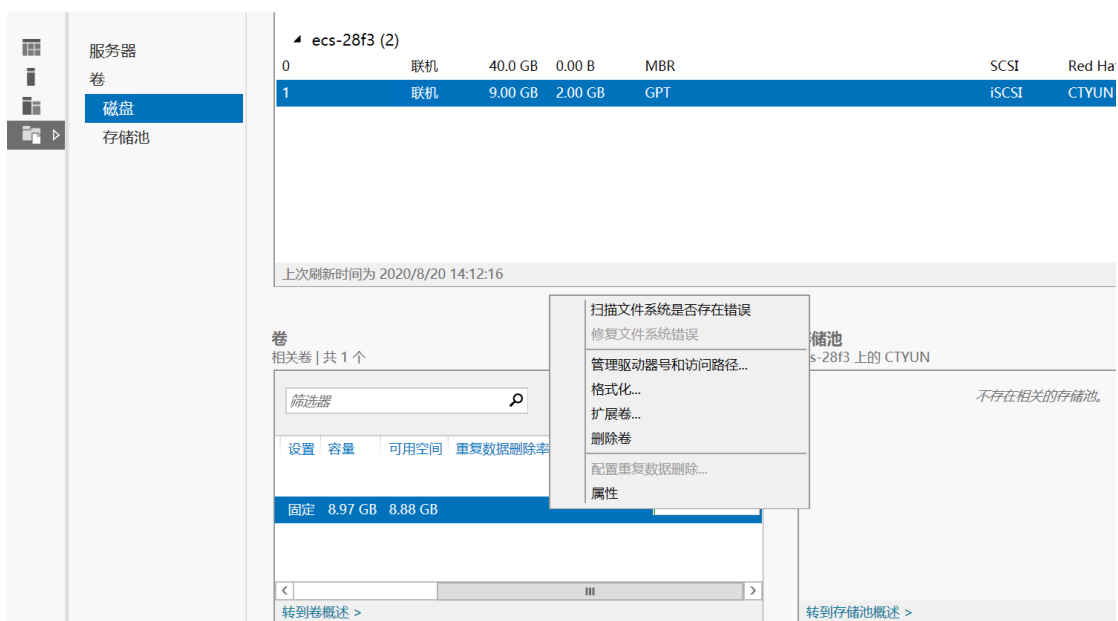 服务器
卷
磁盘
存储池
ecs-28f3 (2)
0 联机 40.0 GB 0.00 B MBR SCSI Red Ha
1 联机 9.00 GB 2.00 GB GPT iSCSI CTYUN
上次刷新时间为 2020/8/20 14:12:16
卷
相关卷 | 共 1 个
筛选器
设置 容量 可用空间 重复数据删除率
固定 8.97 GB 8.88 GB
转到卷概述 >
扫描文件系统是否存在错误
修复文件系统错误
管理驱动器号和访问路径...
格式化...
扩展卷...
删除卷
配置重复数据删除...
属性
储池
s-28f3 上的 CTYUN
不存在相关的存储池。
转到存储池概述 >